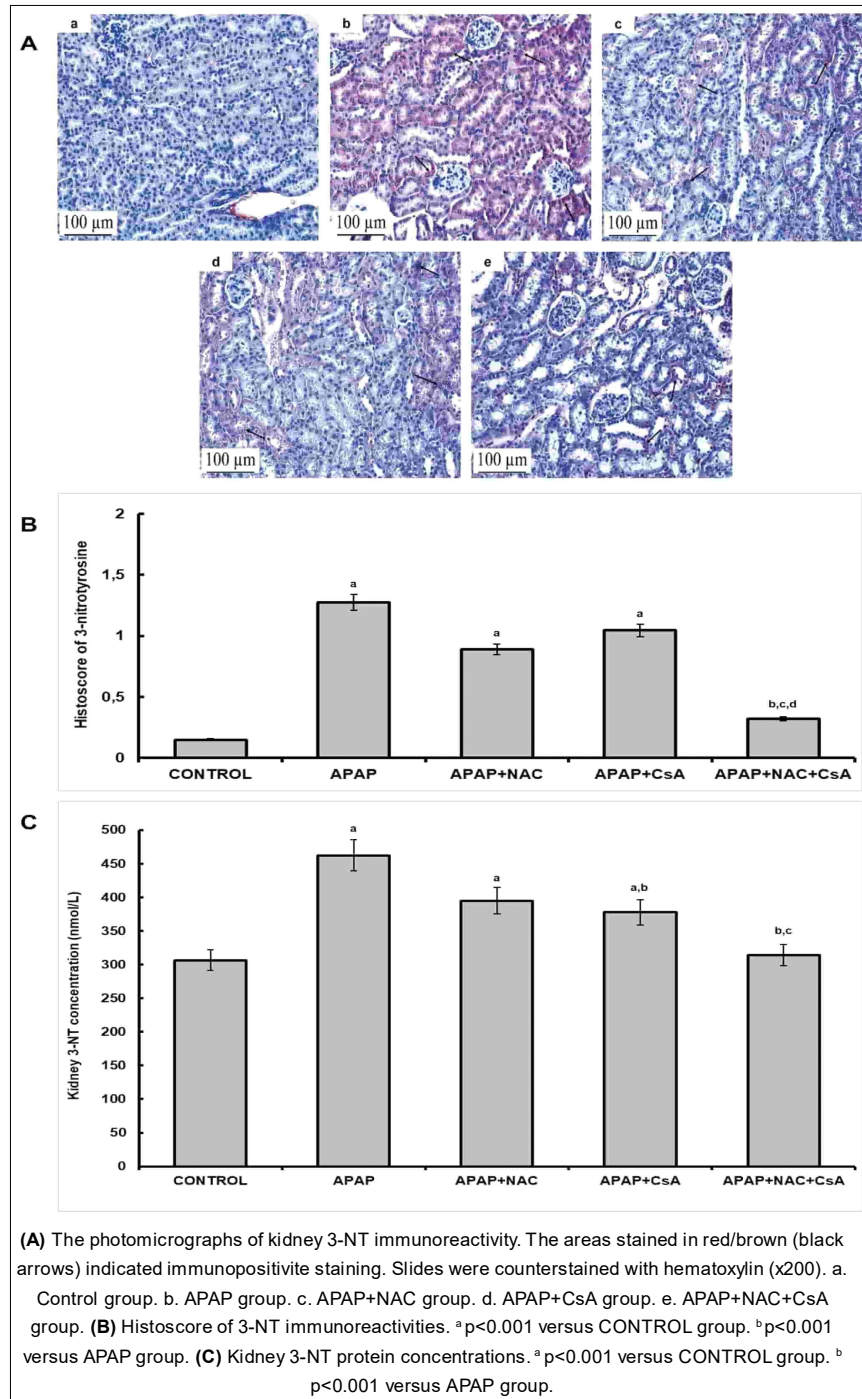 A
a
b
c
100 µm
100 µm
100 µm
d
e
100 µm
100 µm
B
Histoscore of 3-nitrotyrosine
2
1,5
1
0,5
0
a
a
a
b,c,d
CONTROL APAP APAP+NAC APAP+CsA APAP+NAC+CsA
C
Kidney 3-NT concentration (nmol/L)
500
450
400
350
300
250
200
150
100
50
0
a
a
a,b
b,c
CONTROL APAP APAP+NAC APAP+CsA APAP+NAC+CsA
(A) The photomicrographs of kidney 3-NT immunoreactivity. The areas stained in red/brown (black
arrows) indicated immunopositivite staining. Slides were counterstained with hematoxylin (x200). a.
Control group. b. APAP group. c. APAP+NAC group. d. APAP+CsA group. e. APAP+NAC+CsA
group. (B) Histoscore of 3-NT immunoreactivities. ᵃ p<0.001 versus CONTROL group. ᵇ p<0.001
versus APAP group. (C) Kidney 3-NT protein concentrations. ᵃ p<0.001 versus CONTROL group. ᵇ
p<0.001 versus APAP group.